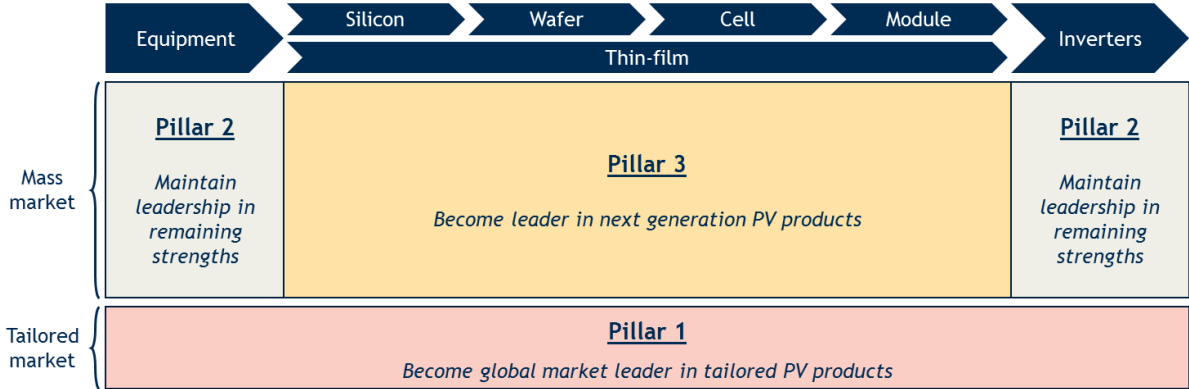 Equipment
Silicon
Wafer
Cell
Module
Thin-film
Inverters
Mass
market
Pillar 2
Maintain
leadership in
remaining
strengths
Pillar 3
Become leader in next generation PV products
Pillar 2
Maintain
leadership in
remaining
strengths
Tailored
market
Pillar 1
Become global market leader in tailored PV products